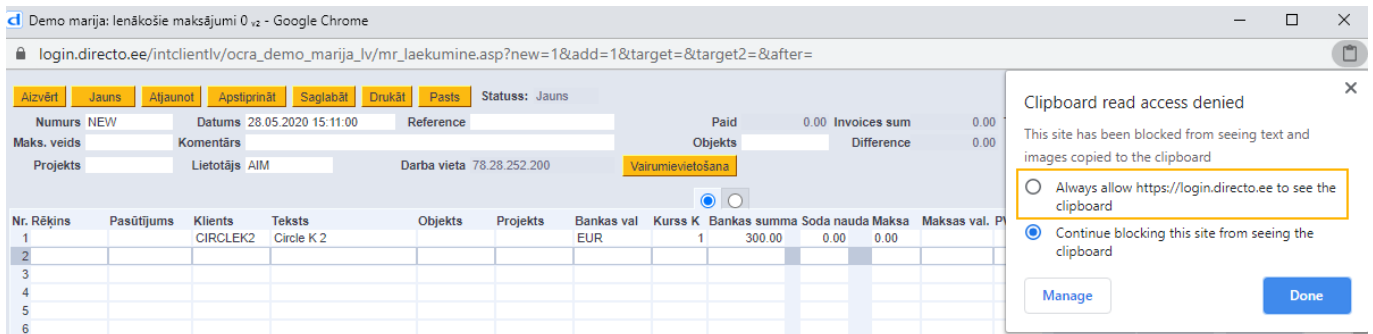 Demo marija: Ienākošie maksājumi 0 v2 - Google Chrome
login.directo.ee/intclientlv/ocra_demo_marija_lv/mr_laekumine.asp?new=1&add=1&target=&target2=&after=
Aizvērt Jauns Atjaunot Apstiprināt Saglabāt Drukāt Pasts Statuss: Jauns
Numurs NEW Datums 28.05.2020 15:11:00 Reference Paid 0.00 Invoices sum 0.00
Maks. veids Komentārs Objekts Difference 0.00
Projekts Lietotājs AIM Darba vieta 78.28.252.200 Vairumievietošana
Nr. Rēķins Pasūtījums Klients Teksts Objekts Projekts Bankas val Kurss K Bankas summa Soda nauda Maksa Maksas val.
1 CIRCLEK2 Circle K 2 EUR 1 300.00 0.00 0.00
2
3
4
5
6
Clipboard read access denied
This site has been blocked from seeing text and
images copied to the clipboard
Always allow https://login.directo.ee to see the
clipboard
Continue blocking this site from seeing the
clipboard
Manage Done